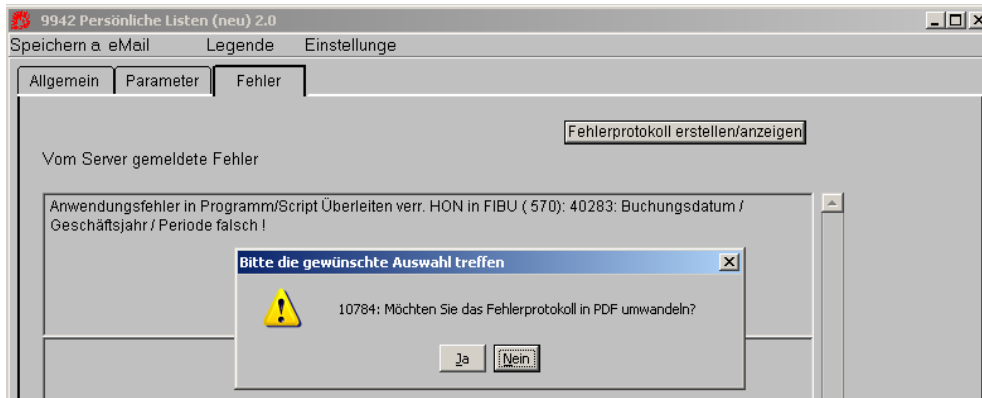 9942 Persönliche Listen (neu) 2.0
Speichern a eMail Legende Einstellunge
Allgemein Parameter Fehler
Fehlerprotokoll erstellen/anzeigen
Vom Server gemeldete Fehler
Anwendungsfehler in Programm/Script Überleiten verr. HON in FIBU ( 570): 40283: Buchungsdatum /
Geschäftsjahr / Periode falsch !
Bitte die gewünschte Auswahl treffen
10784: Möchten Sie das Fehlerprotokoll in PDF umwandeln?
Ja Nein